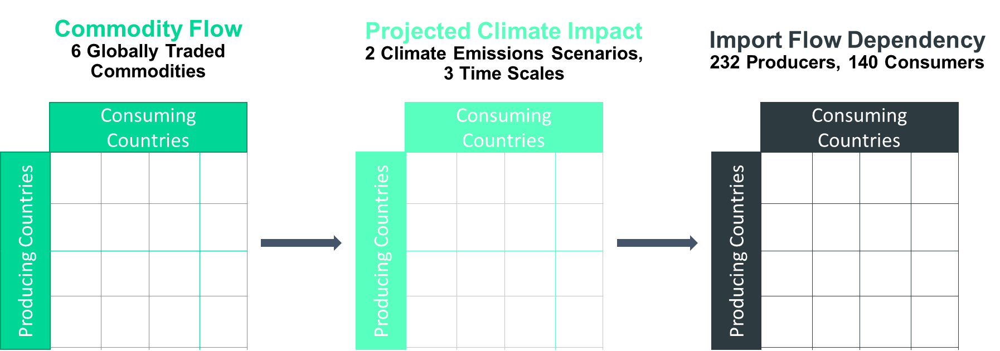 Commodity Flow
6 Globally Traded
Commodities
Projected Climate Impact
2 Climate Emissions Scenarios,
3 Time Scales
Import Flow Dependency
232 Producers, 140 Consumers
Consuming
Countries
Producing Countries
Consuming
Countries
Producing Countries
Consuming
Countries
Producing Countries